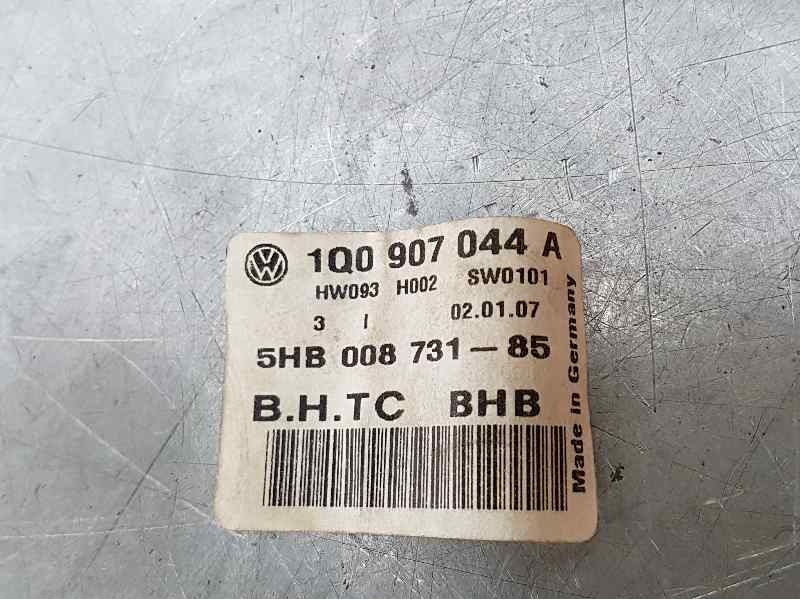 1Q0 907 044 A
HW093 H002 SW0101
3 / 02.01.07
5HB 008 731-85
B.H.TC BHB
Made in Germany